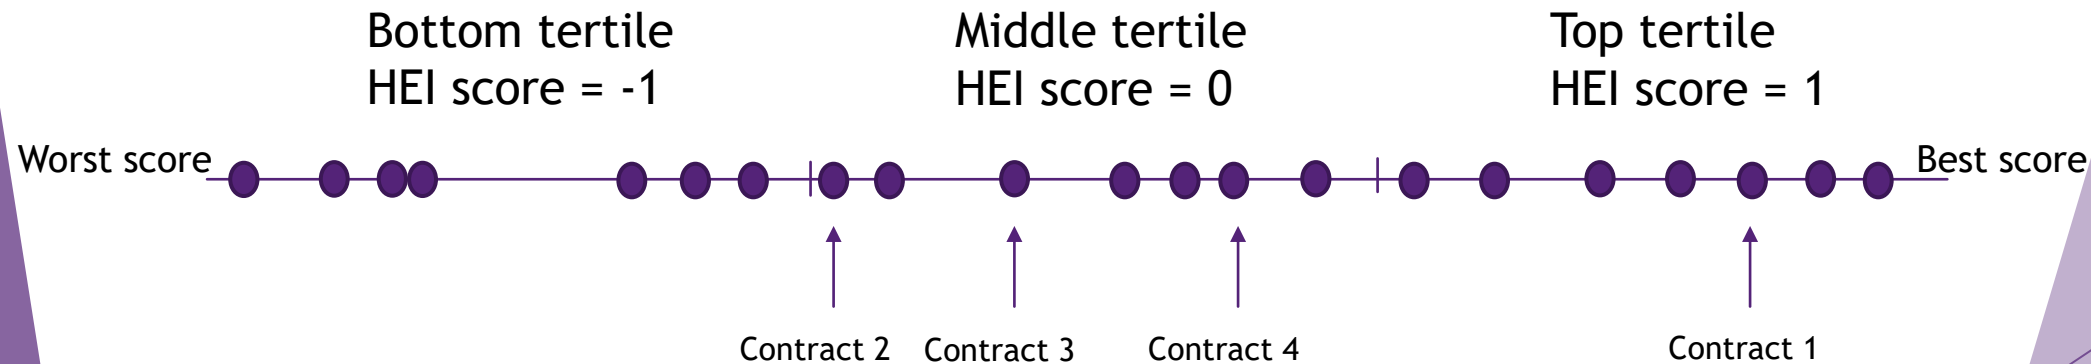 Bottom tertile
HEI score = -1
Middle tertile
HEI score = 0
Top tertile
HEI score = 1
Worst score
Best score
Contract 2
Contract 3
Contract 4
Contract 1